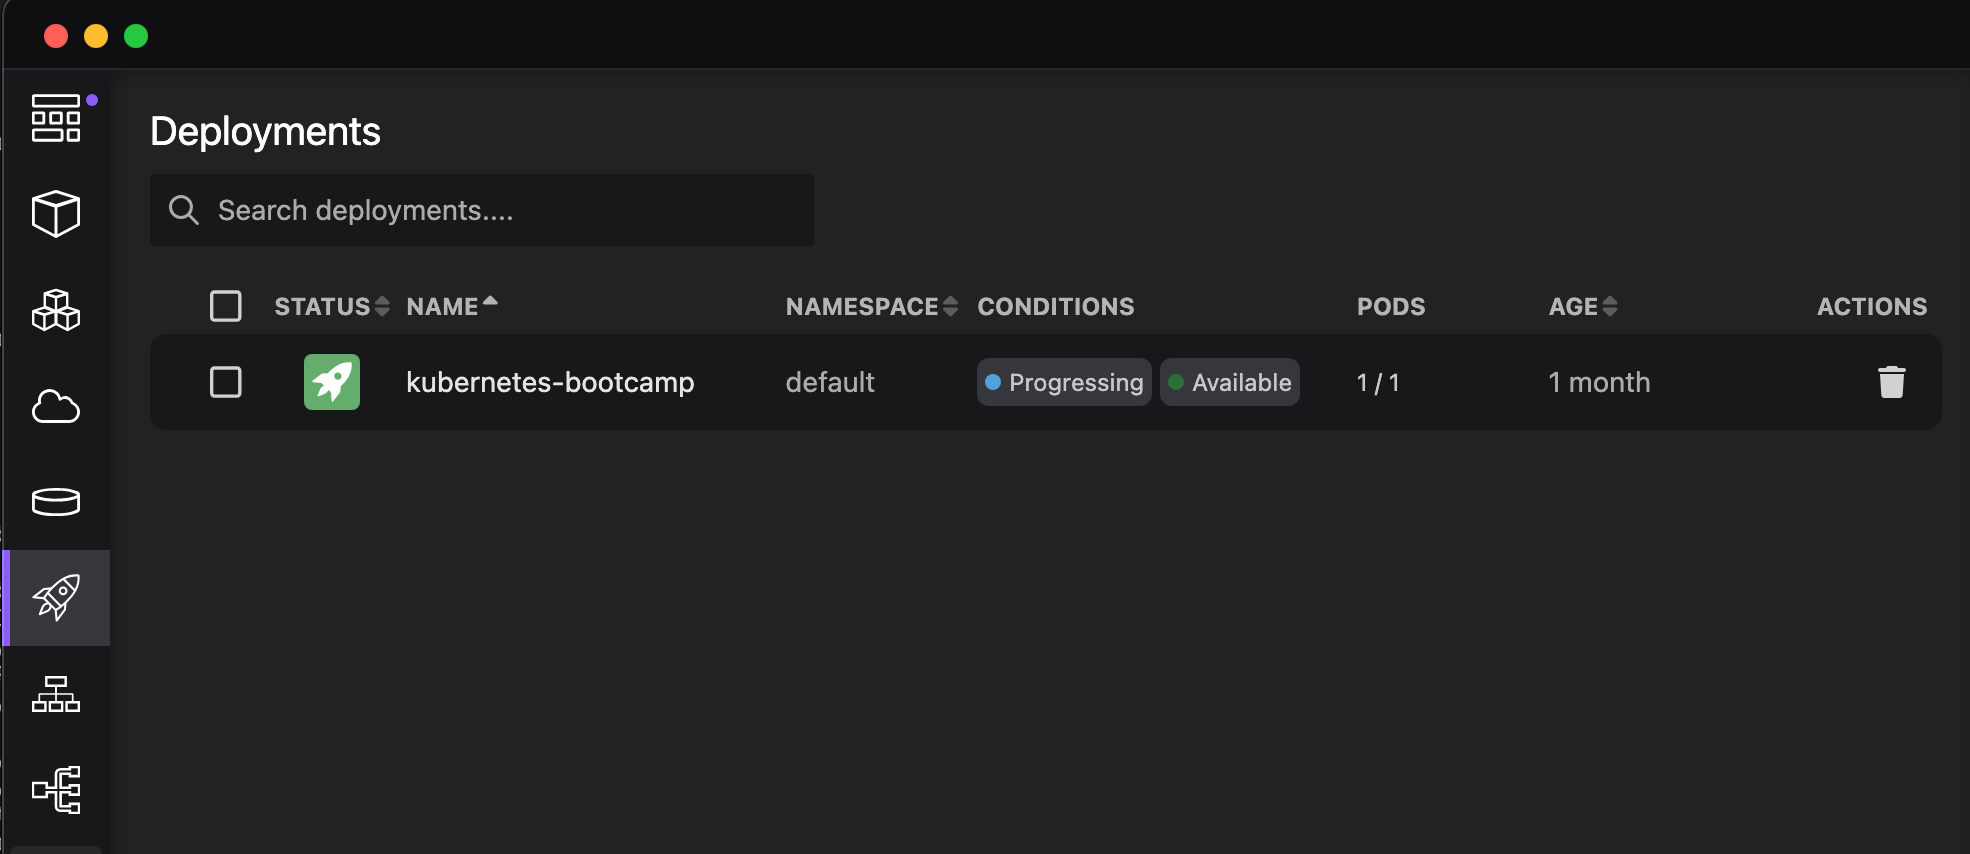 Deployments
Search deployments....
STATUS NAME NAMESPACE CONDITIONS PODS AGE ACTIONS
kubernetes-bootcamp default Progressing Available 1 / 1 1 month